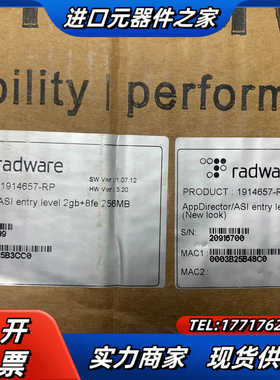 进口元器件之家
bility | perform
radware
1914657-RP
SW Ver: 1.07.12
HW Ver: 3.20
ASI entry level 2gb+8fe 256MB
25B3CC0
radware
PRODUCT : 1914657-R
AppDirector/ASI entry leve
(New look)
S/N: 20916700
MAC1: 0003B25B48C0
MAC2:
开票
TEL:1771762
实力商家 现货